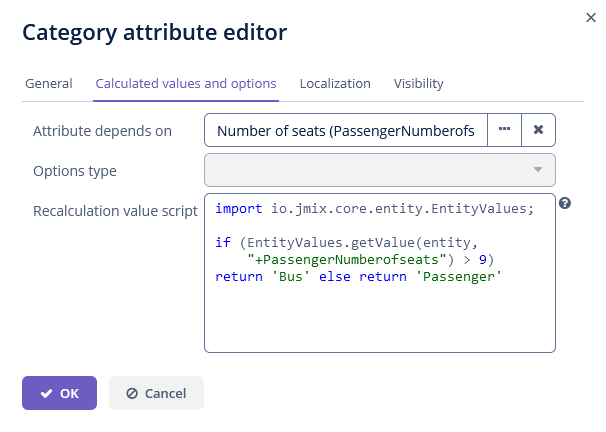 Category attribute editor
General Calculated values and options Localization Visibility
Attribute depends on Number of seats (PassengerNumberofs
Options type
Recalculation value script import io.jmix.core.entity.EntityValues;
if (EntityValues.getValue(entity,
"+PassengerNumberofseats") > 9)
return 'Bus' else return 'Passenger'
OK Cancel